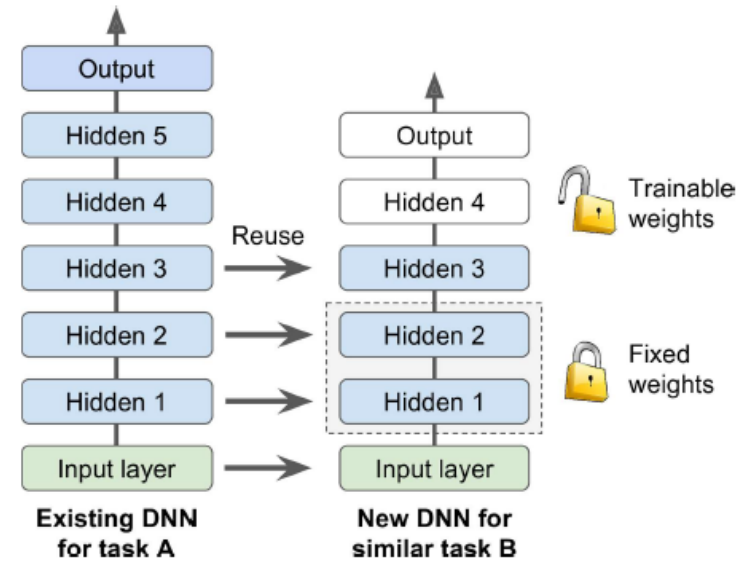 Output
Hidden 5
Hidden 4
Hidden 3
Hidden 2
Hidden 1
Input layer
Existing DNN
for task A
Reuse
Output
Hidden 4
Hidden 3
Hidden 2
Hidden 1
Input layer
New DNN for
similar task B
Trainable
weights
Fixed
weights